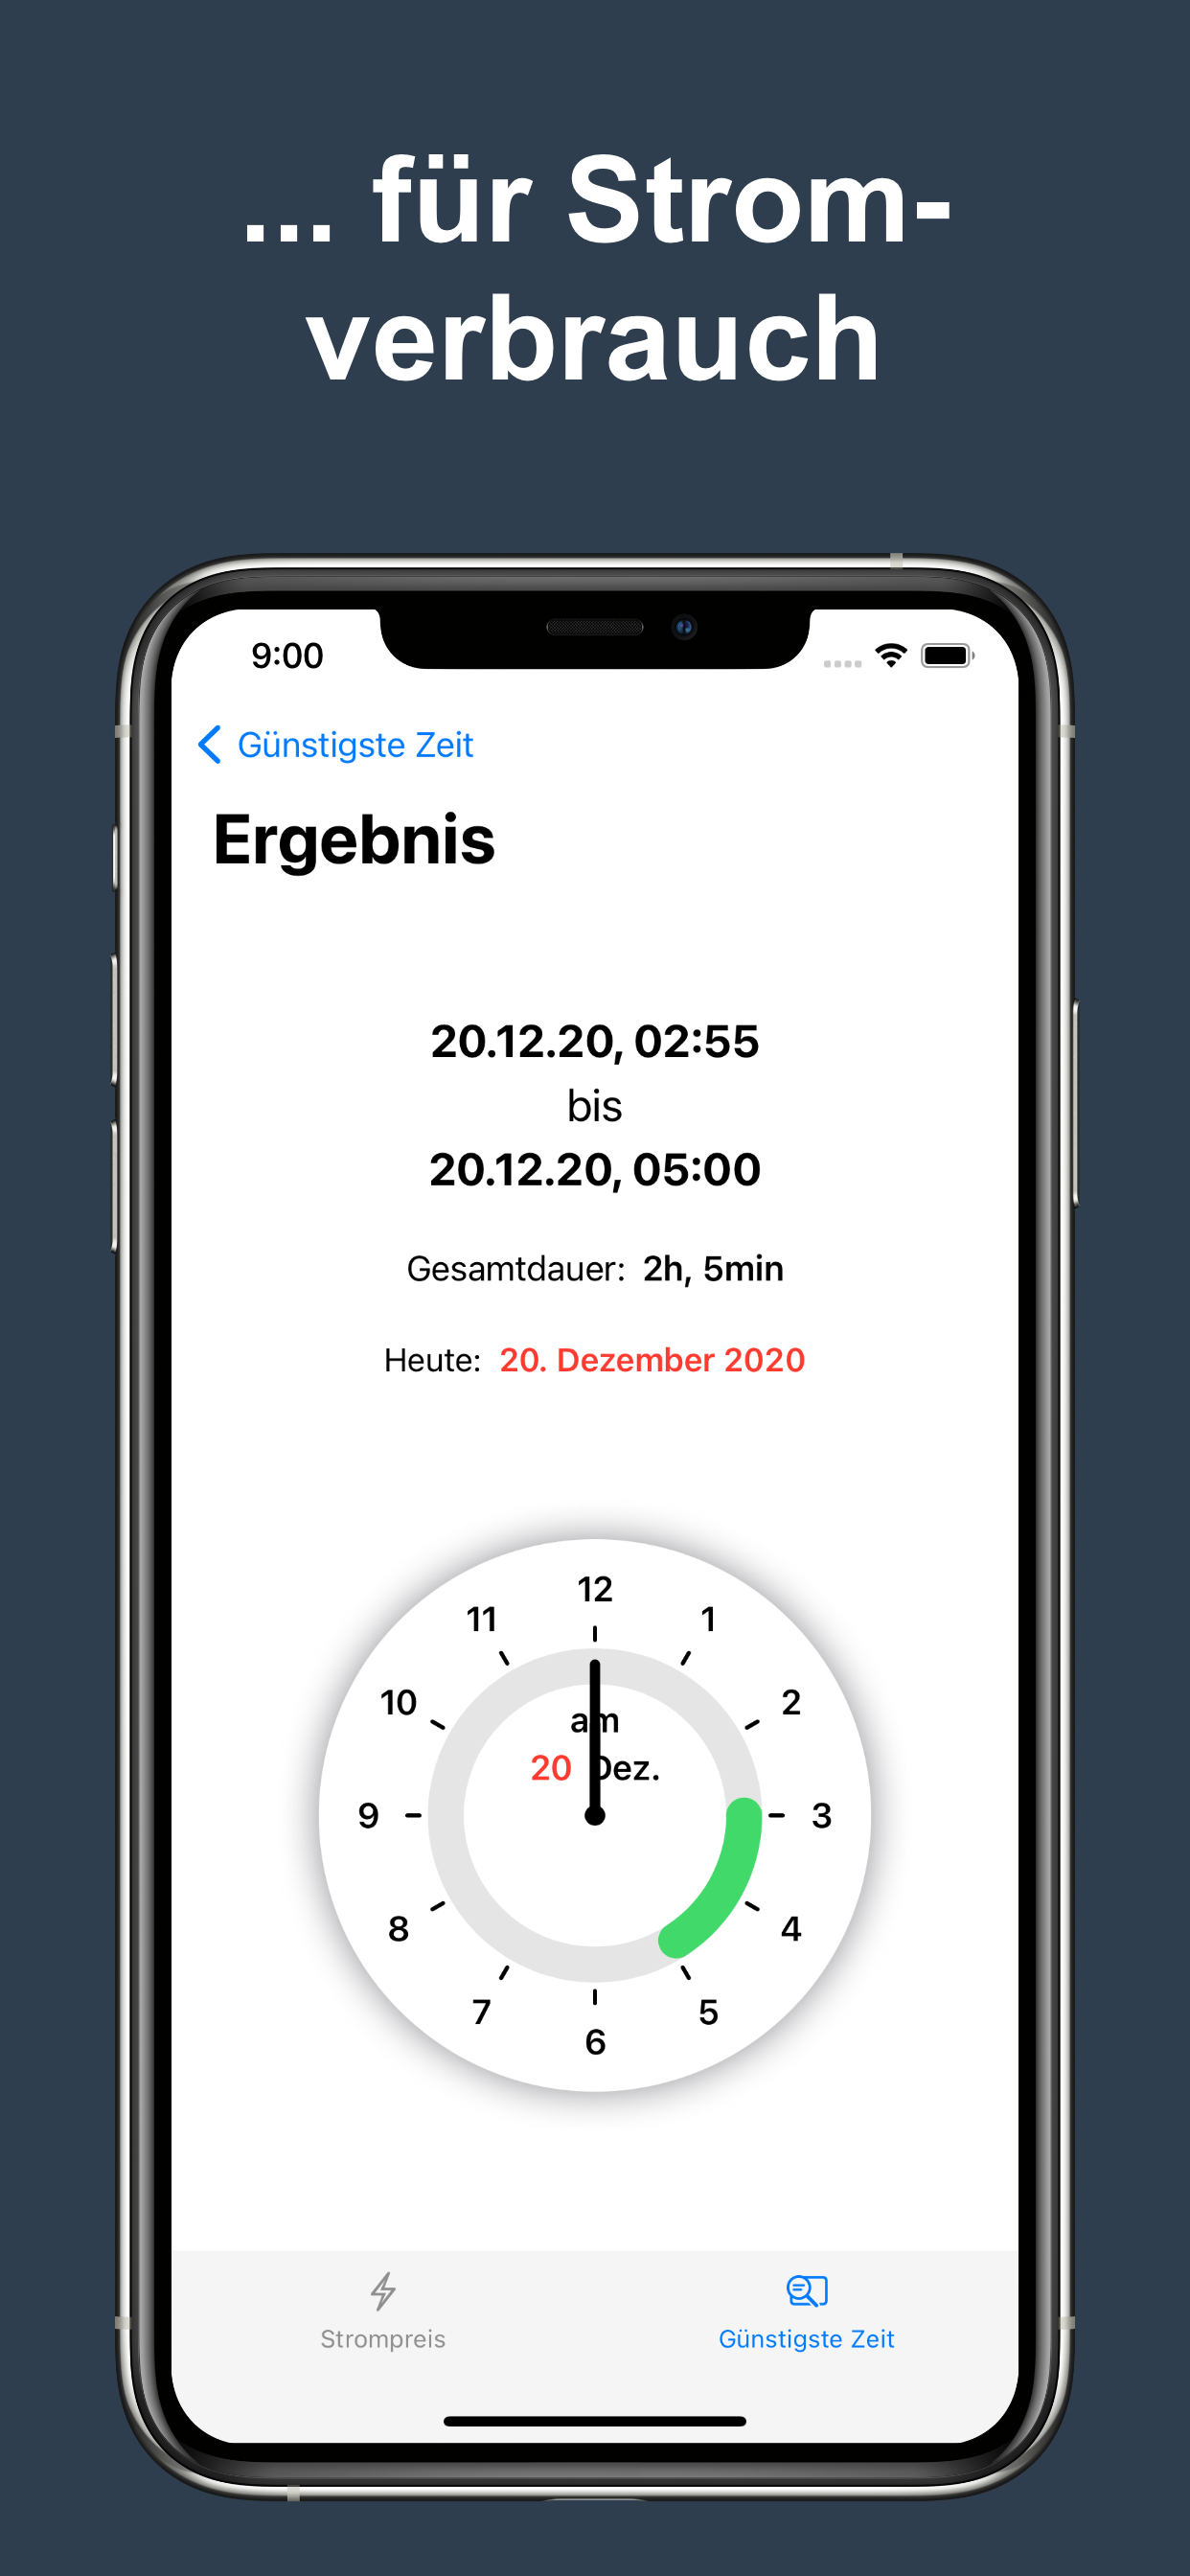 ... für Strom-
verbrauch
9:00
Günstigste Zeit
Ergebnis
20.12.20, 02:55
bis
20.12.20, 05:00
Gesamtdauer: 2h, 5min
Heute: 20. Dezember 2020
12
11
1
10
2
am
20 Dez.
9
3
8
4
7
5
6
Strompreis
Günstigste Zeit